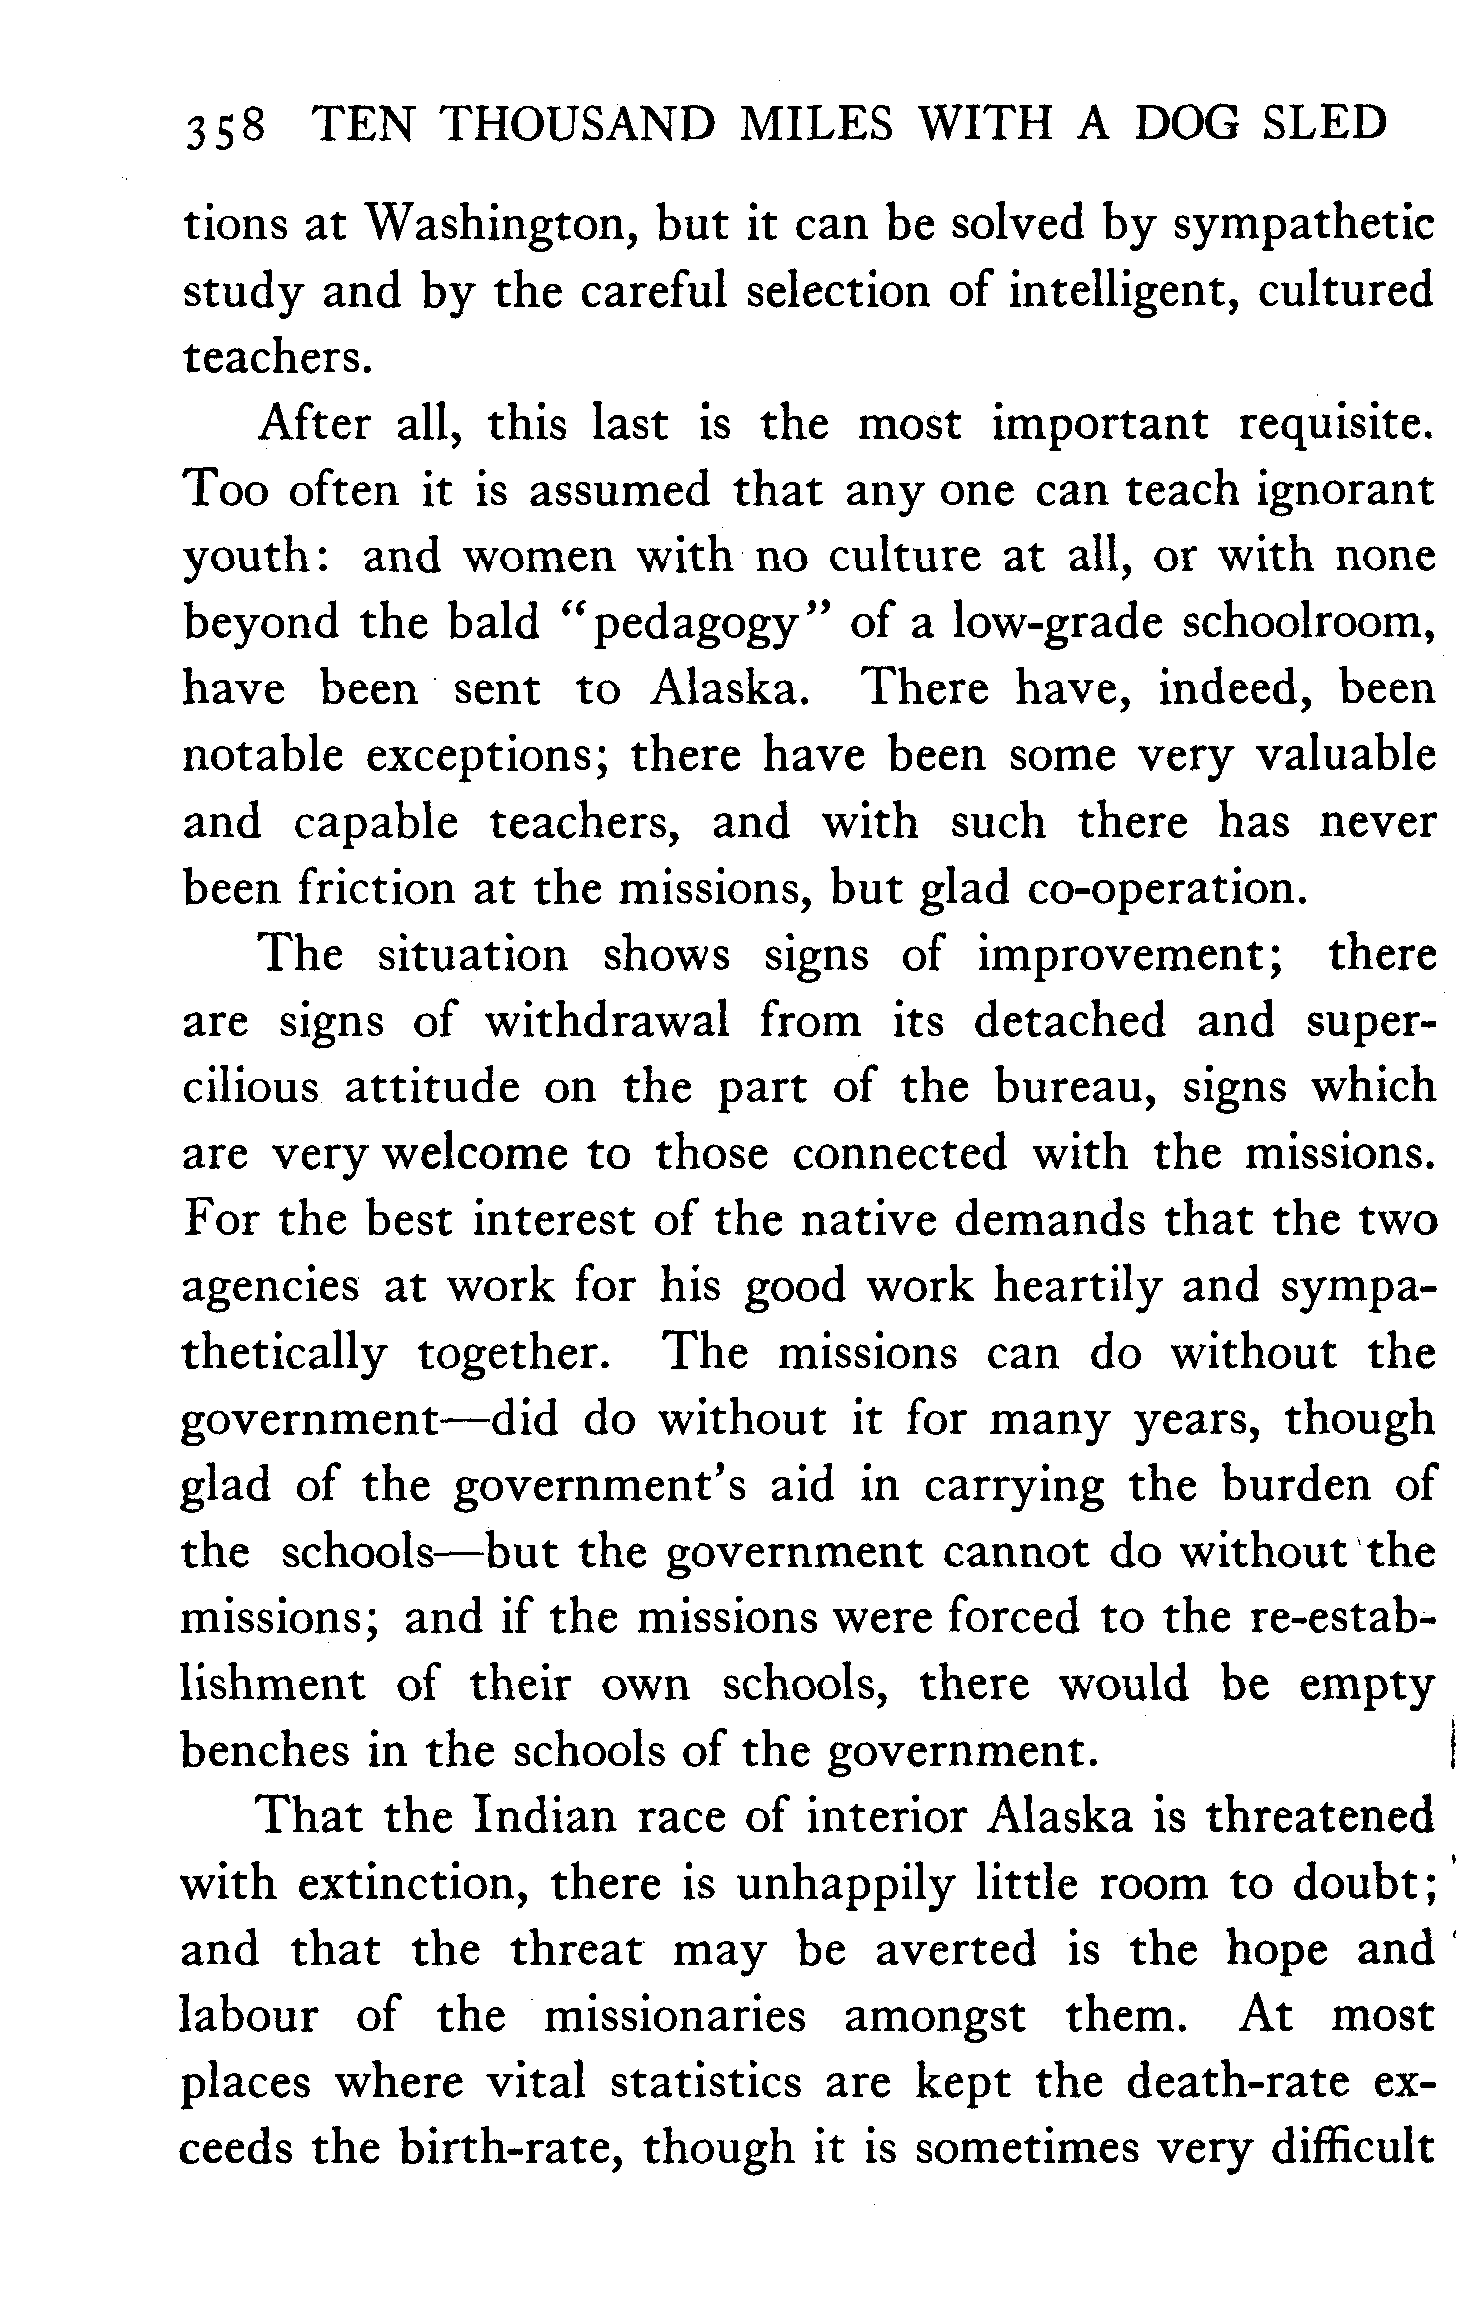 358 TEN THOUSAND MILES WITH A DOG SLED
tions at Washington, but it can be solved by sympathetic
study and by the careful selection of intelligent, cultured
teachers.
After all, this last is the most important requisite.
Too often it is assumed that any one can teach ignorant
youth: and women with no culture at all, or with none
beyond the bald “pedagogy” of a low-grade schoolroom,
have been sent to Alaska. There have, indeed, been
notable exceptions; there have been some very valuable
and capable teachers, and with such there has never
been friction at the missions, but glad co-operation.
The situation shows signs of improvement; there
are signs of withdrawal from its detached and super-
cilious attitude on the part of the bureau, signs which
are very welcome to those connected with the missions.
For the best interest of the native demands that the two
agencies at work for his good work heartily and sympa-
thetically together. The missions can do without the
government—did do without it for many years, though
glad of the government's aid in carrying the burden of
the schools—but the government cannot do without the
missions; and if the missions were forced to the re-estab-
lishment of their own schools, there would be empty
benches in the schools of the government.
That the Indian race of interior Alaska is threatened
with extinction, there is unhappily little room to doubt;
and that the threat may be averted is the hope and
labour of the missionaries amongst them. At most
places where vital statistics are kept the death-rate ex-
ceeds the birth-rate, though it is sometimes very difficult